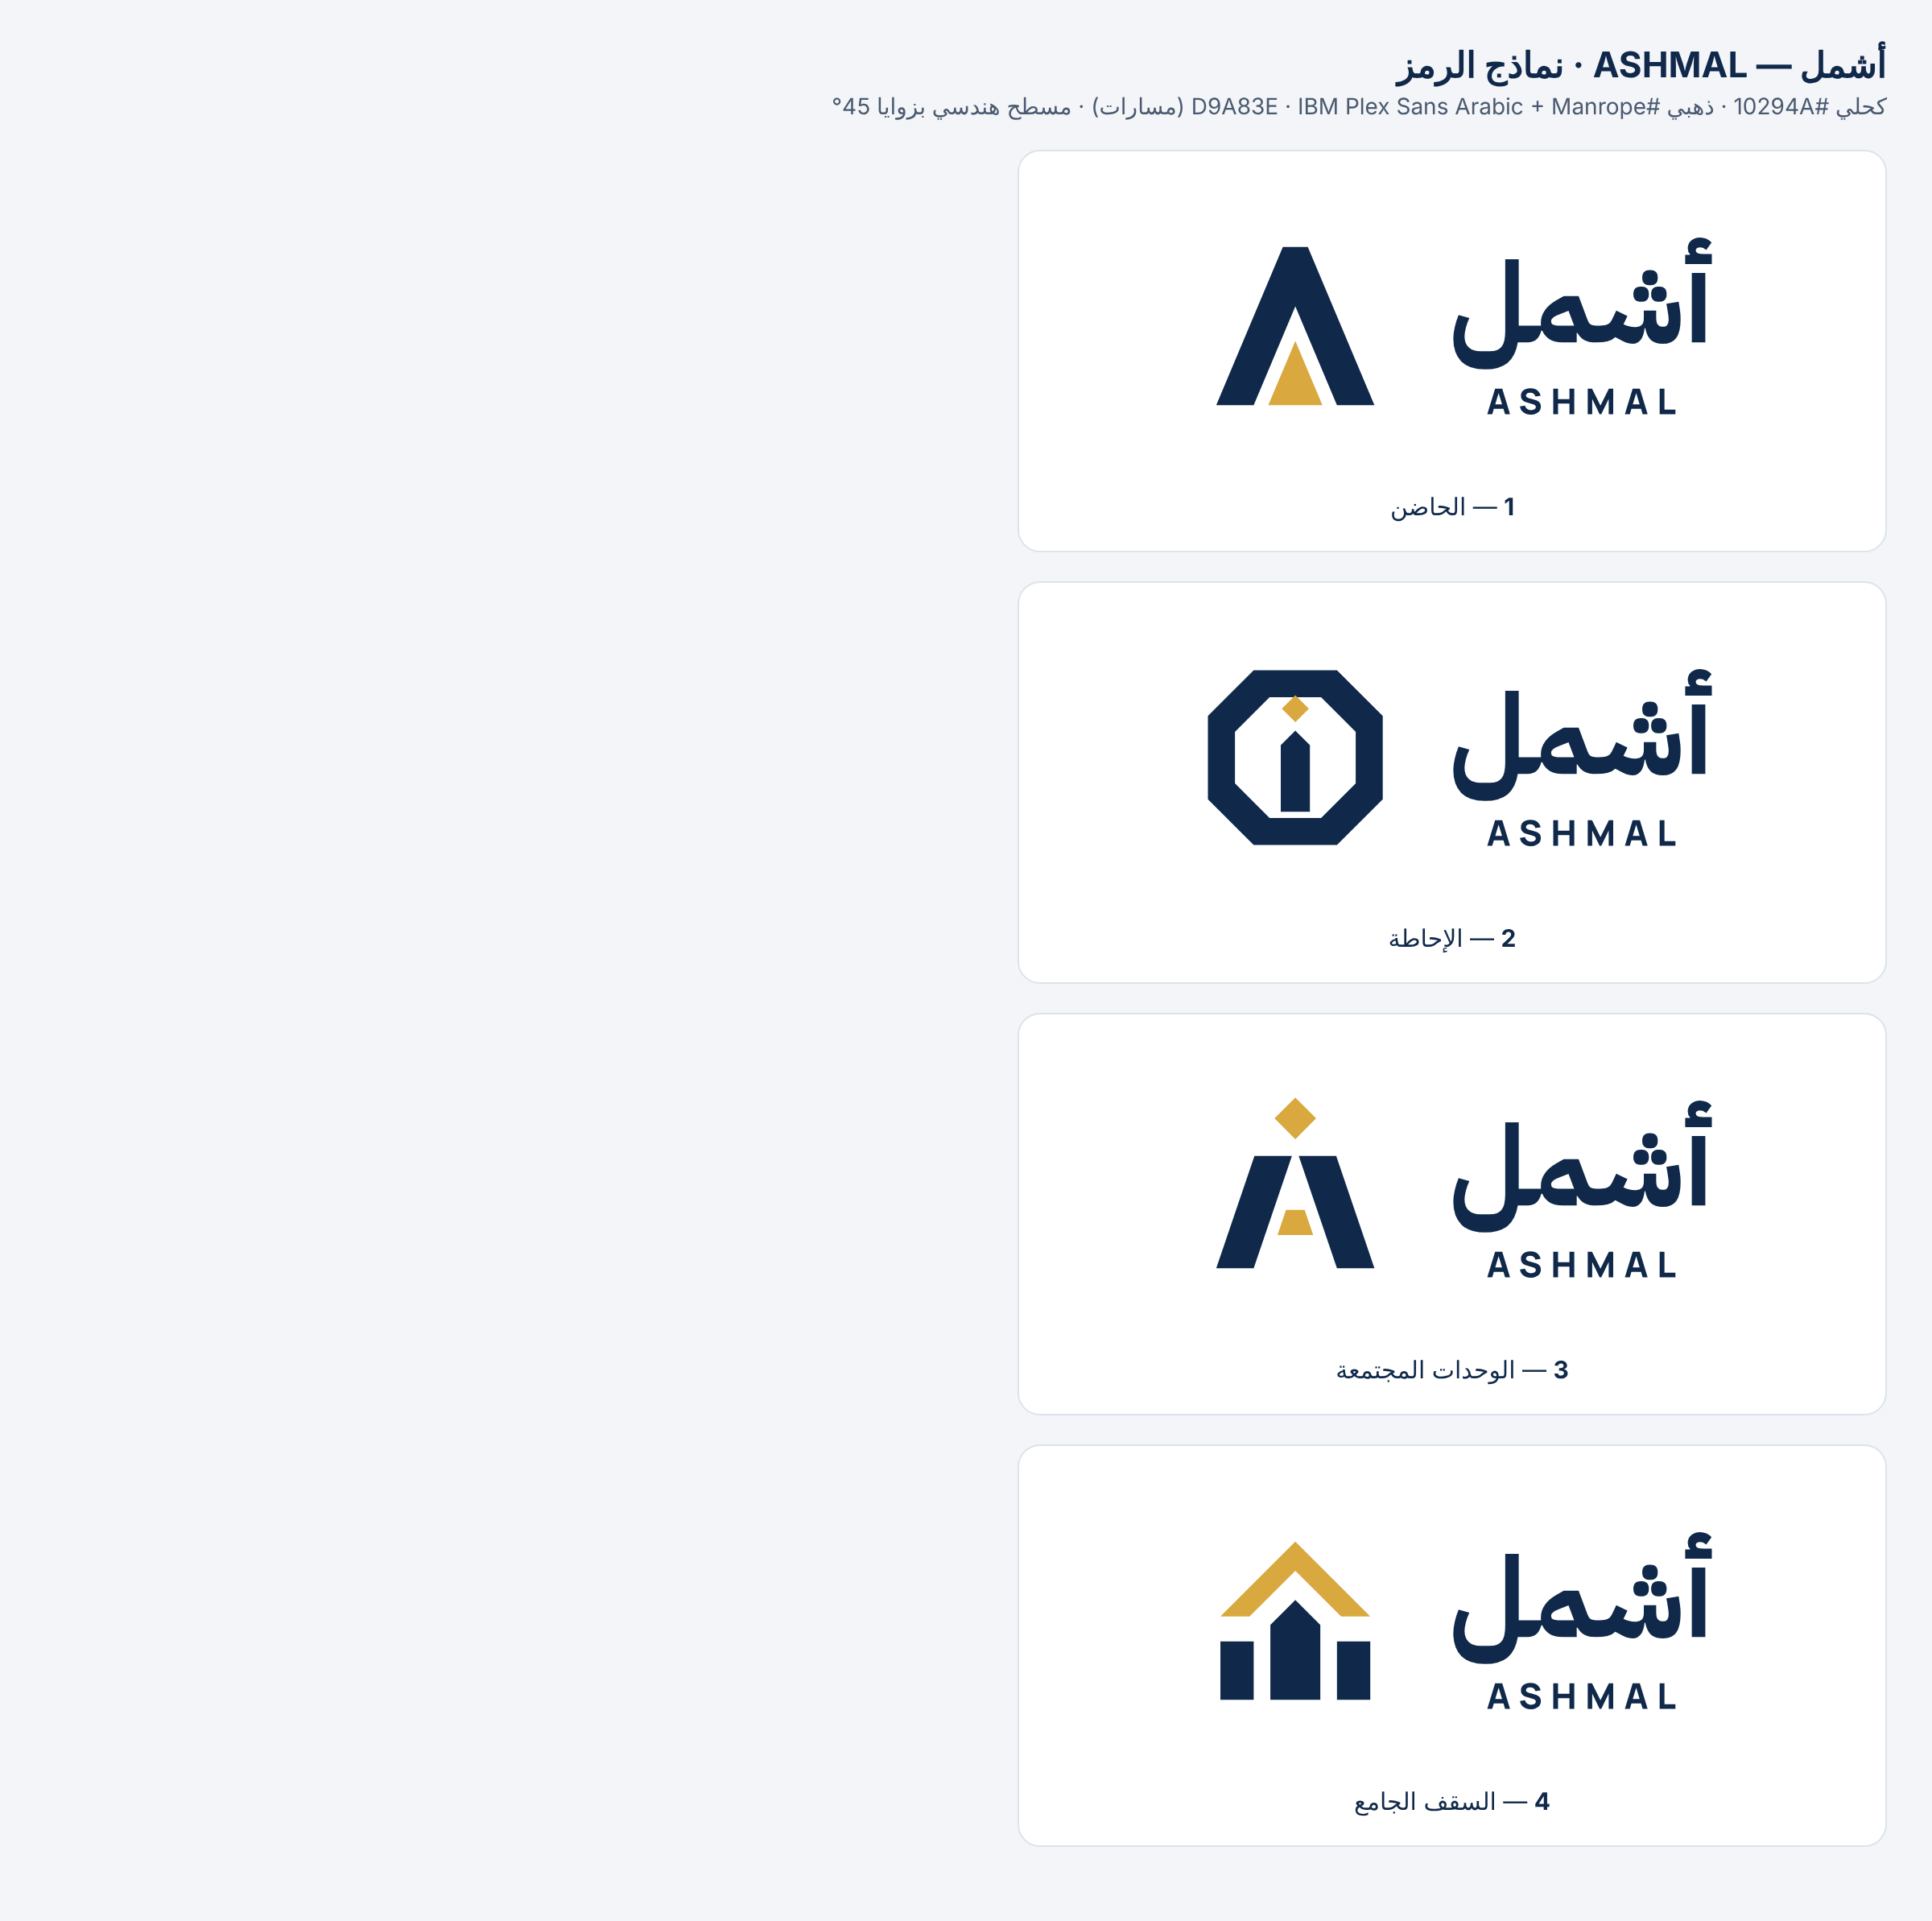 أشمل — ASHMAL · نماذج الرمز
كحلي #10294A · ذهبي #D9A83E · IBM Plex Sans Arabic + Manrope (مسارات) · مسطح هندسي بزوايا 45°
أشمل
ASHMAL
1 — الحاضن
أشمل
ASHMAL
2 — الإحاطة
أشمل
ASHMAL
3 — الوحدات المجتمعة
أشمل
ASHMAL
4 — السقف الجامع